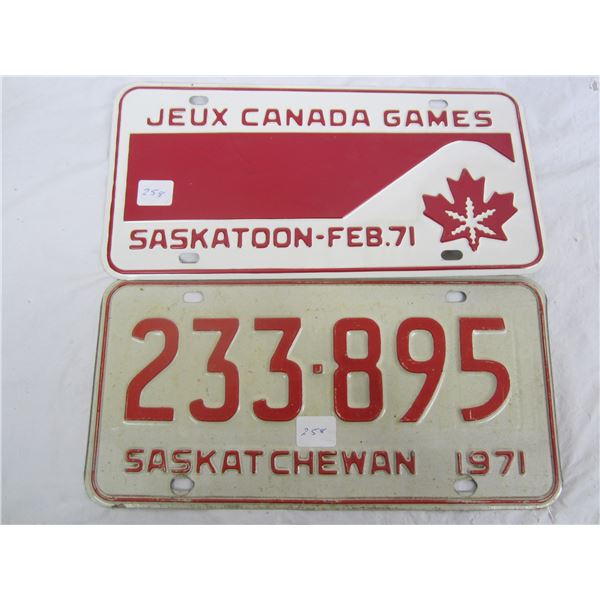 JEUX CANADA GAMES
258
SASKATOON-FEB.71
233·895
258
SASKATCHEWAN 1971